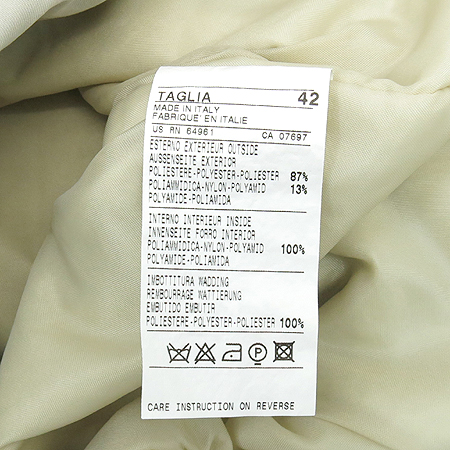 TAGLIA 42
MADE IN ITALY
FABRIQUE' EN ITALIE
US RN 64961 CA 07697
ESTERNO EXTERIEUR OUTSIDE
AUSSENSEITE EXTERIOR
POLIESTERE-POLYESTER-POLIESTER 87%
POLIAMMIDICA-NYLON-POLYAMID 13%
POLYAMIDE-POLIAMIDA
INTERNO INTERIEUR INSIDE
INNENSEITE FORRO INTERIOR
POLIAMMIDICA-NYLON-POLYAMID 100%
POLYAMIDE-POLIAMIDA
IMBOTTITURA WADDING
REMBOURRAGE WATTIERUNG
EMBUTIDO EMBUTIR
POLIESTERE-POLYESTER-POLIESTER 100%
P
CARE INSTRUCTION ON REVERSE